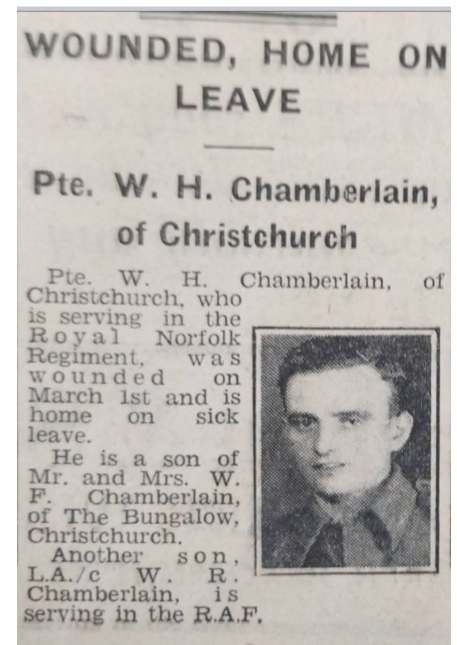 WOUNDED, HOME ON
LEAVE
Pte. W. H. Chamberlain,
of Christchurch
Pte. W. H. Chamberlain, of
Christchurch, who
is serving in the
Royal Norfolk
Regiment, was
wounded on
March 1st and is
home on sick
leave.
He is a son of
Mr. and Mrs. W.
F. Chamberlain,
of The Bungalow,
Christchurch.
Another son,
L.A./c W. R.
Chamberlain, is
serving in the R.A.F.